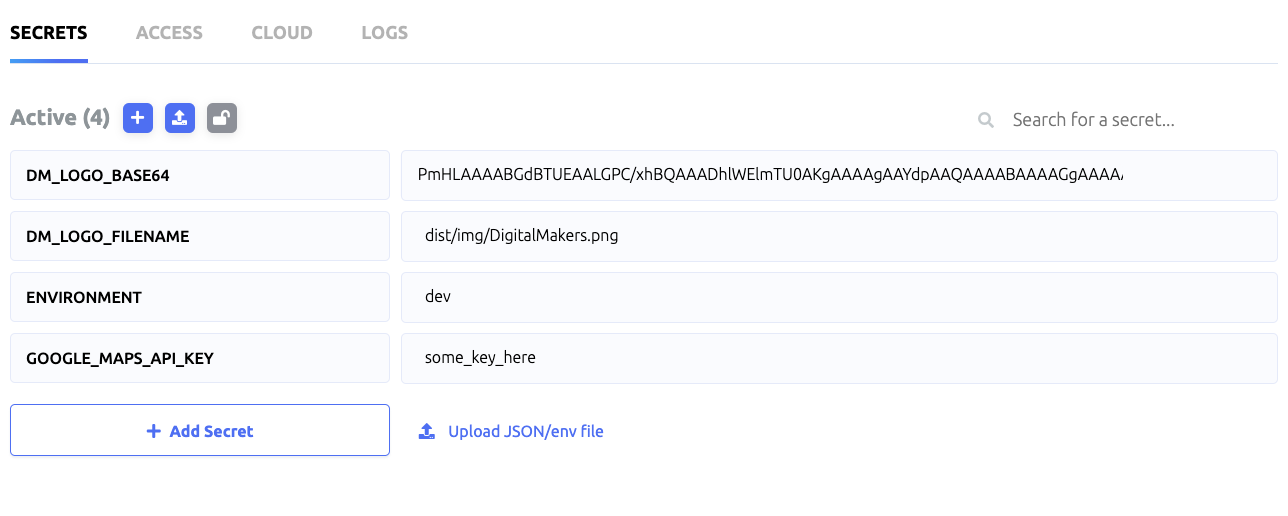 SECRETS ACCESS CLOUD LOGS
Active (4) Search for a secret...
DM_LOGO_BASE64 PmHLAAAABGdBTUEAALGPC/xhBQAAADhlWElmTU0AKgAAAAgAAYdpAAQAAAABAAAAGgAAAA
DM_LOGO_FILENAME dist/img/DigitalMakers.png
ENVIRONMENT dev
GOOGLE_MAPS_API_KEY some_key_here
Add Secret Upload JSON/env file